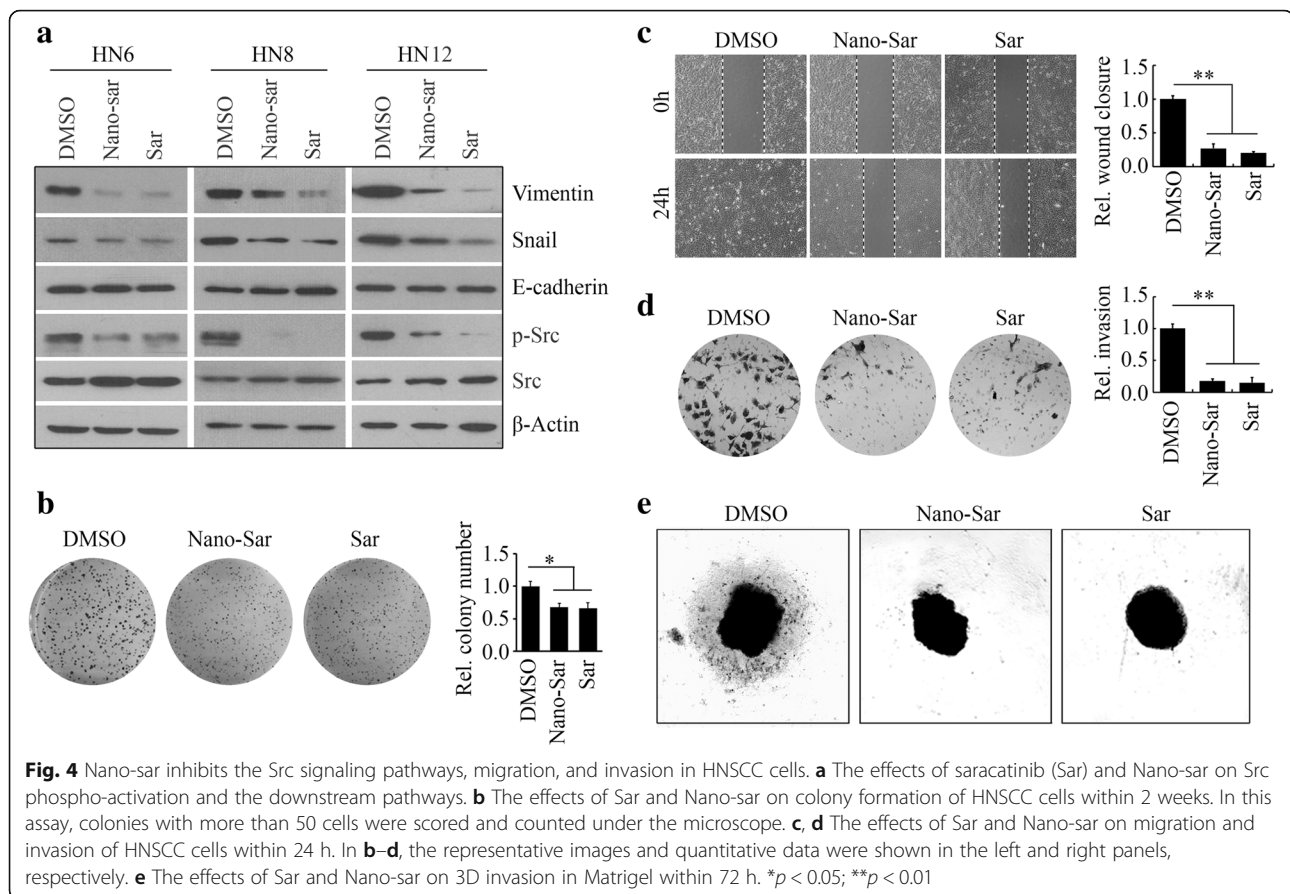 a
HN6 HN8 HN12
DMSO Nano-sar Sar DMSO Nano-sar Sar DMSO Nano-sar Sar
Vimentin
Snail
E-cadherin
p-Src
Src
β-Actin
b
DMSO Nano-Sar Sar
Rel. colony number
1.5
1.0
0.5
0.0
*
DMSO Nano-Sar Sar
c
DMSO Nano-Sar Sar
0h
24h
Rel. wound closure
1.5
1.0
0.5
0.0
**
DMSO Nano-Sar Sar
d
DMSO Nano-Sar Sar
Rel. invasion
1.5
1.0
0.5
0.0
**
DMSO Nano-Sar Sar
e
DMSO Nano-Sar Sar
Fig. 4 Nano-sar inhibits the Src signaling pathways, migration, and invasion in HNSCC cells. a The effects of saracatinib (Sar) and Nano-sar on Src
phospho-activation and the downstream pathways. b The effects of Sar and Nano-sar on colony formation of HNSCC cells within 2 weeks. In this
assay, colonies with more than 50 cells were scored and counted under the microscope. c, d The effects of Sar and Nano-sar on migration and
invasion of HNSCC cells within 24 h. In b–d, the representative images and quantitative data were shown in the left and right panels,
respectively. e The effects of Sar and Nano-sar on 3D invasion in Matrigel within 72 h. *p < 0.05; **p < 0.01